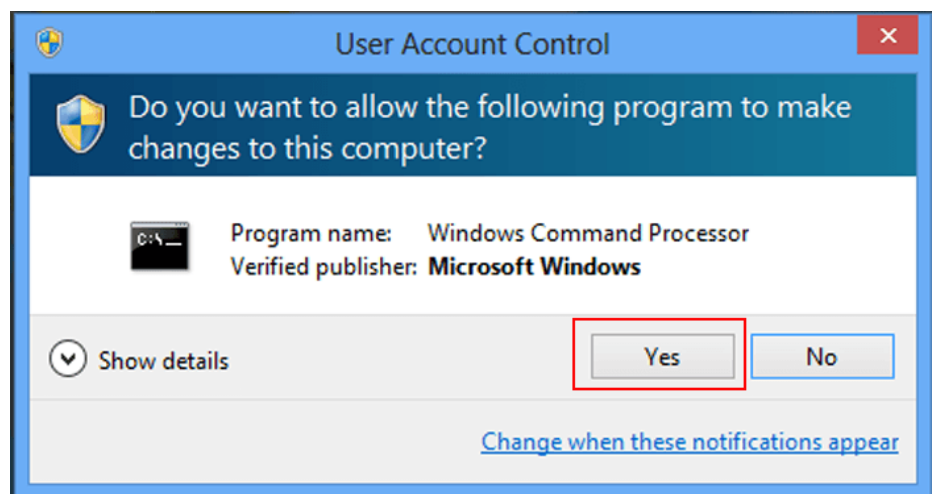 User Account Control
Do you want to allow the following program to make
changes to this computer?
C:\_
Program name: Windows Command Processor
Verified publisher: Microsoft Windows
Show details
Yes
No
Change when these notifications appear